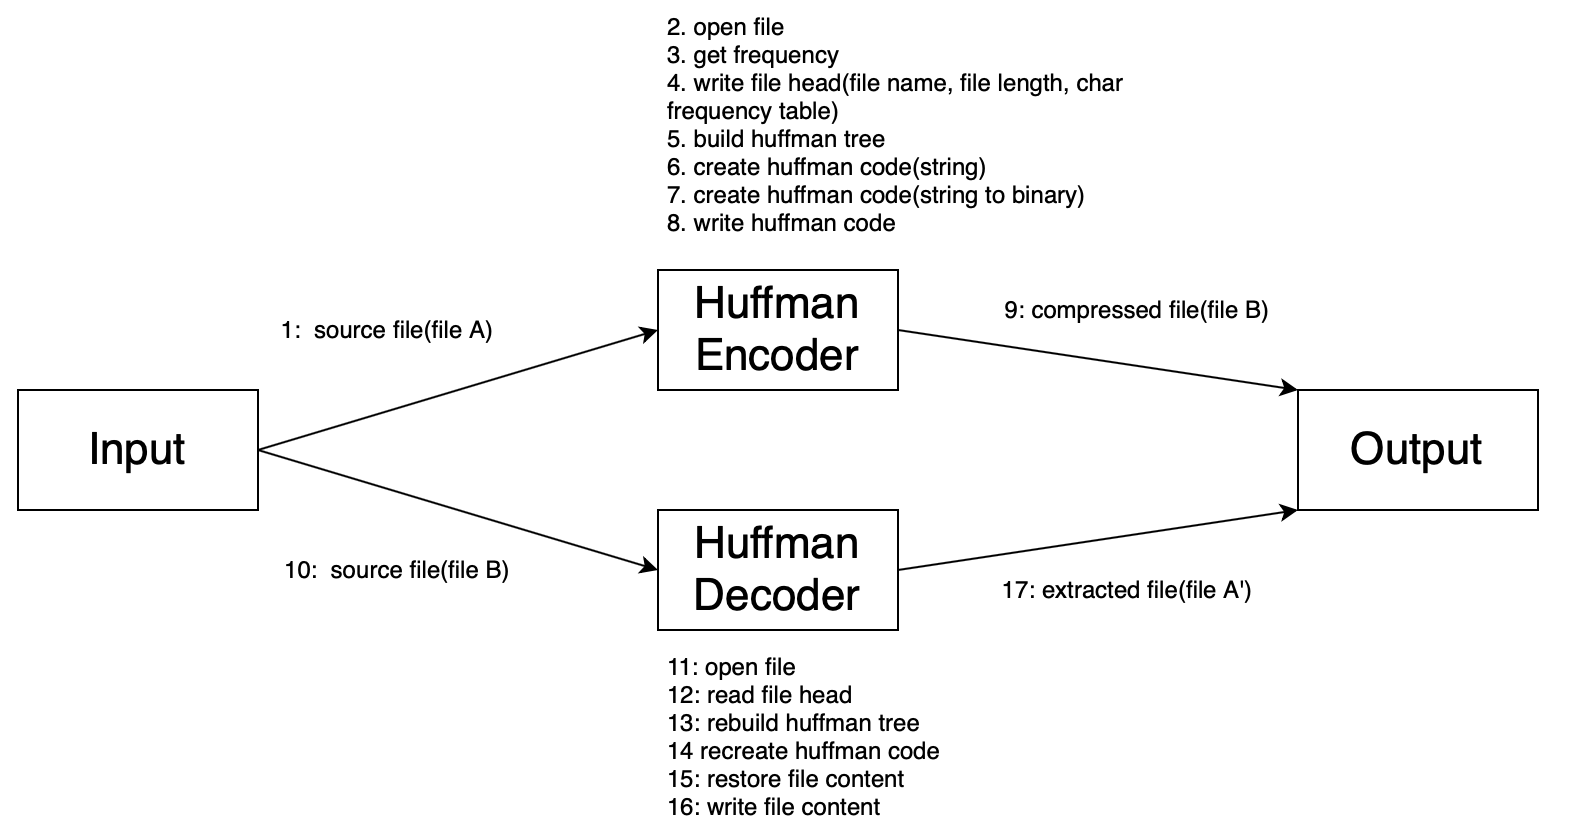 2. open file
3. get frequency
4. write file head(file name, file length, char
frequency table)
5. build huffman tree
6. create huffman code(string)
7. create huffman code(string to binary)
8. write huffman code
Huffman
Encoder
1:  source file(file A)
9: compressed file(file B)
Input
Output
Huffman
Decoder
10:  source file(file B)
17: extracted file(file A')
11: open file
12: read file head
13: rebuild huffman tree
14 recreate huffman code
15: restore file content
16: write file content